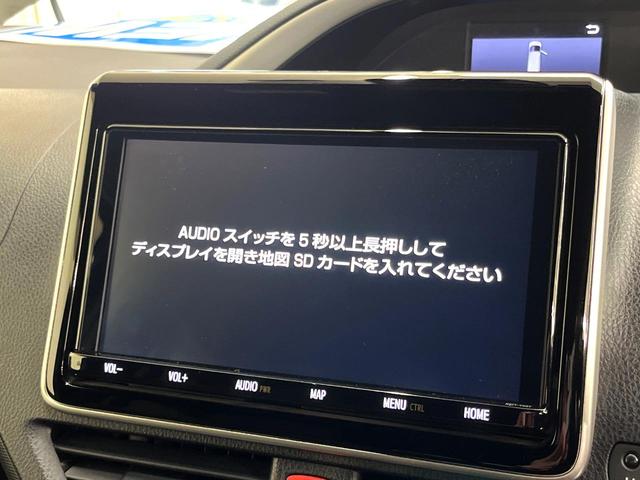 AUDIO スイッチを5秒以上長押しして
ディスプレイを開き地図SDカードを入れてください
VOL- VOL+ AUDIO PWR MAP MENU CTRL HOME